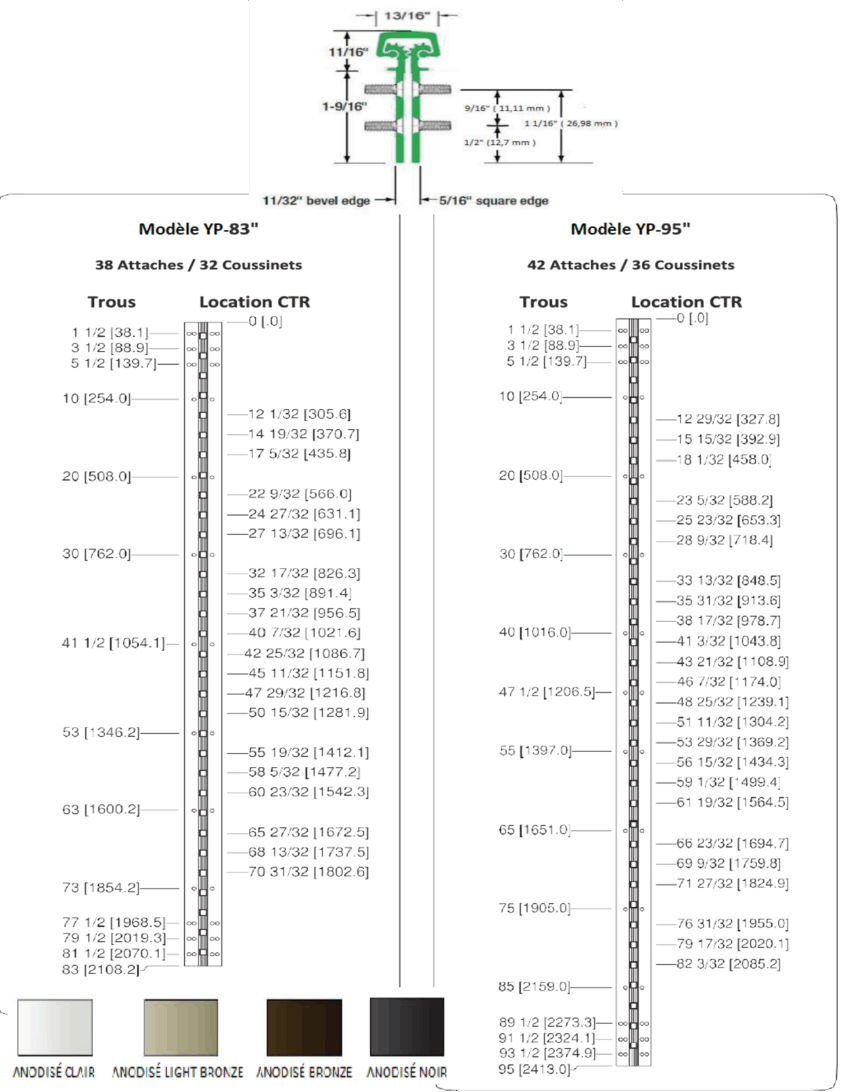 13/16"
11/16"
1-9/16"
9/16" ( 11,11 mm )
1 1/16" ( 26,98 mm )
1/2" (12,7 mm )
11/32" bevel edge
5/16" square edge
Modèle YP-83"
38 Attaches / 32 Coussinets
Trous Location CTR
0 [.0]
1 1/2 [38.1]
3 1/2 [88.9]
5 1/2 [139.7]
10 [254.0]
12 1/32 [305.6]
14 19/32 [370.7]
17 5/32 [435.8]
20 [508.0]
22 9/32 [566.0]
24 27/32 [631.1]
27 13/32 [696.1]
30 [762.0]
32 17/32 [826.3]
35 3/32 [891.4]
37 21/32 [956.5]
40 7/32 [1021.6]
41 1/2 [1054.1]
42 25/32 [1086.7]
45 11/32 [1151.8]
47 29/32 [1216.8]
50 15/32 [1281.9]
53 [1346.2]
55 19/32 [1412.1]
58 5/32 [1477.2]
60 23/32 [1542.3]
63 [1600.2]
65 27/32 [1672.5]
68 13/32 [1737.5]
70 31/32 [1802.6]
73 [1854.2]
77 1/2 [1968.5]
79 1/2 [2019.3]
81 1/2 [2070.1]
83 [2108.2]
Modèle YP-95"
42 Attaches / 36 Coussinets
Trous Location CTR
0 [.0]
1 1/2 [38.1]
3 1/2 [88.9]
5 1/2 [139.7]
10 [254.0]
12 29/32 [327.8]
15 15/32 [392.9]
18 1/32 [458.0]
20 [508.0]
23 5/32 [588.2]
25 23/32 [653.3]
28 9/32 [718.4]
30 [762.0]
33 13/32 [848.5]
35 31/32 [913.6]
38 17/32 [978.7]
40 [1016.0]
41 3/32 [1043.8]
43 21/32 [1108.9]
46 7/32 [1174.0]
47 1/2 [1206.5]
48 25/32 [1239.1]
51 11/32 [1304.2]
53 29/32 [1369.2]
55 [1397.0]
56 15/32 [1434.3]
59 1/32 [1499.4]
61 19/32 [1564.5]
65 [1651.0]
66 23/32 [1694.7]
69 9/32 [1759.8]
71 27/32 [1824.9]
75 [1905.0]
76 31/32 [1955.0]
79 17/32 [2020.1]
82 3/32 [2085.2]
85 [2159.0]
89 1/2 [2273.3]
91 1/2 [2324.1]
93 1/2 [2374.9]
95 [2413.0]
ANODISÉ CLAIR
ANODISÉ LIGHT BRONZE
ANODISÉ BRONZE
ANODISÉ NOIR